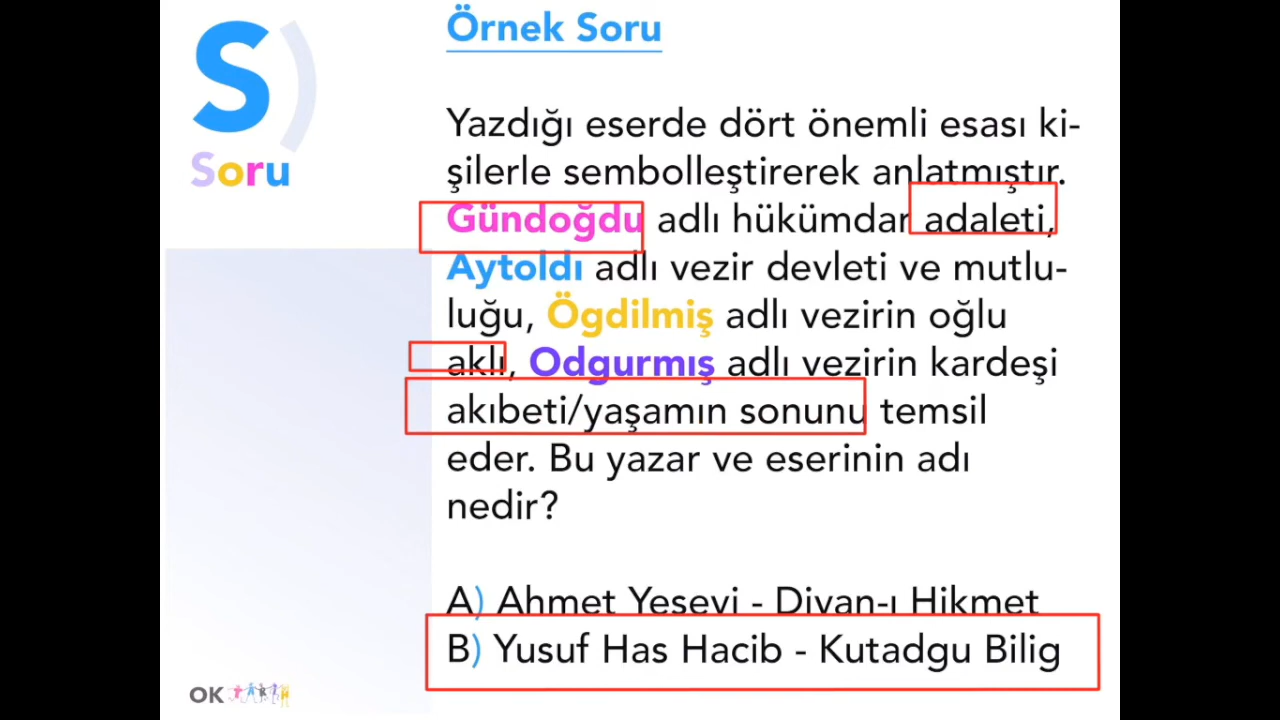 S)
Soru
Örnek Soru
Yazdığı eserde dört önemli esası ki-
şilerle sembolleştirerek anlatmıştır.
Gündoğdu adlı hükümdar adaleti,
Aytoldı adlı vezir devleti ve mutlu-
luğu, Ögdilmiş adlı vezirin oğlu
aklı, Odgurmış adlı vezirin kardeşi
akıbeti/yaşamın sonunu temsil
eder. Bu yazar ve eserinin adı
nedir?
A) Ahmet Yesevi - Divan-ı Hikmet
B) Yusuf Has Hacib - Kutadgu Bilig
OK TARİH